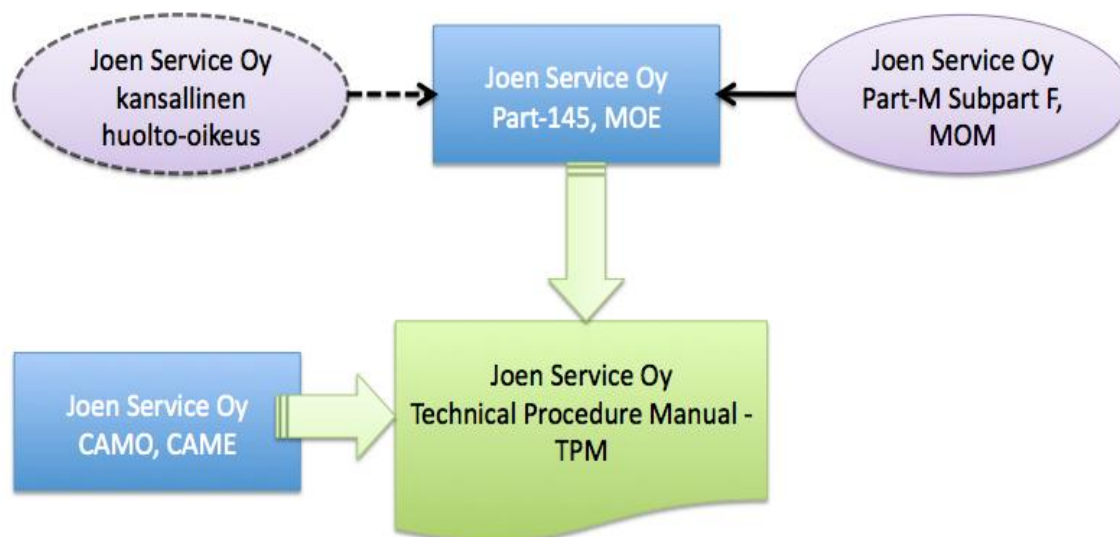 Joen Service Oy
kansallinen
huolto-oikeus
Joen Service Oy
Part-145, MOE
Joen Service Oy
Part-M Subpart F,
MOM
Joen Service Oy
CAMO, CAME
Joen Service Oy
Technical Procedure Manual -
TPM